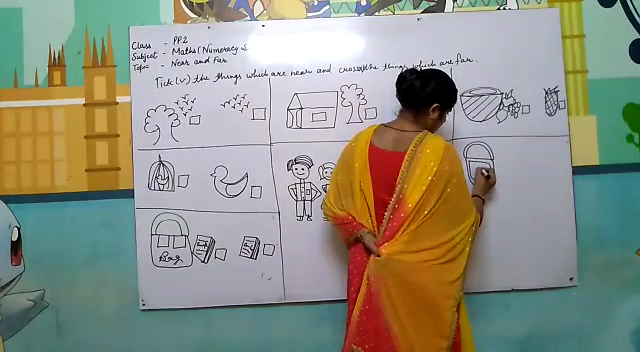 Class - PP2
Subject - Maths (Numeracy S
Topic - Near and Far
Tick (✓) the things which are near and cross the things which are far.
Bag